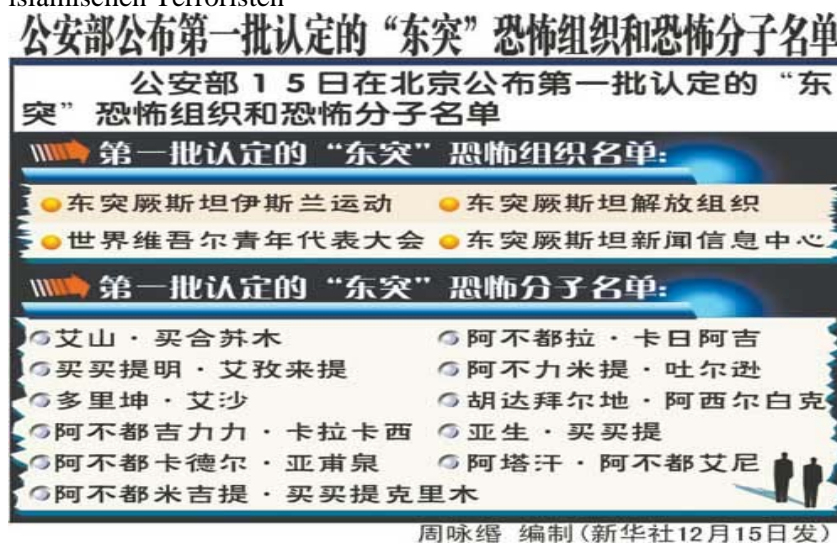 islamischen Terroristen
公安部公布第一批认定的“东突”恐怖组织和恐怖分子名单
公安部15日在北京公布第一批认定的“东
突”恐怖组织和恐怖分子名单
第一批认定的“东突”恐怖组织名单:
东突厥斯坦伊斯兰运动 东突厥斯坦解放组织
世界维吾尔青年代表大会 东突厥斯坦新闻信息中心
第一批认定的“东突”恐怖分子名单:
艾山·买合苏木 阿不都拉·卡日阿吉
买买提明·艾孜来提 阿不力米提·吐尔逊
多里坤·艾沙 胡达拜尔地·阿西尔白克
阿不都吉力力·卡拉卡西 亚生·买买提
阿不都卡德尔·亚甫泉 阿塔汗·阿不都艾尼
阿不都米吉提·买买提克里木
周咏缗 编制(新华社12月15日发)